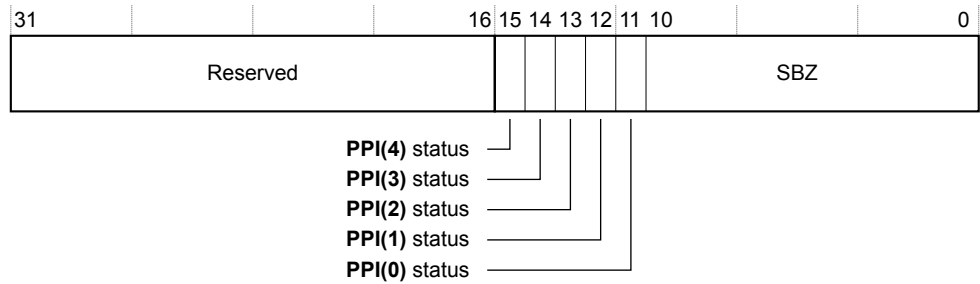 31 16 15 14 13 12 11 10 0
Reserved SBZ
PPI(4) status
PPI(3) status
PPI(2) status
PPI(1) status
PPI(0) status